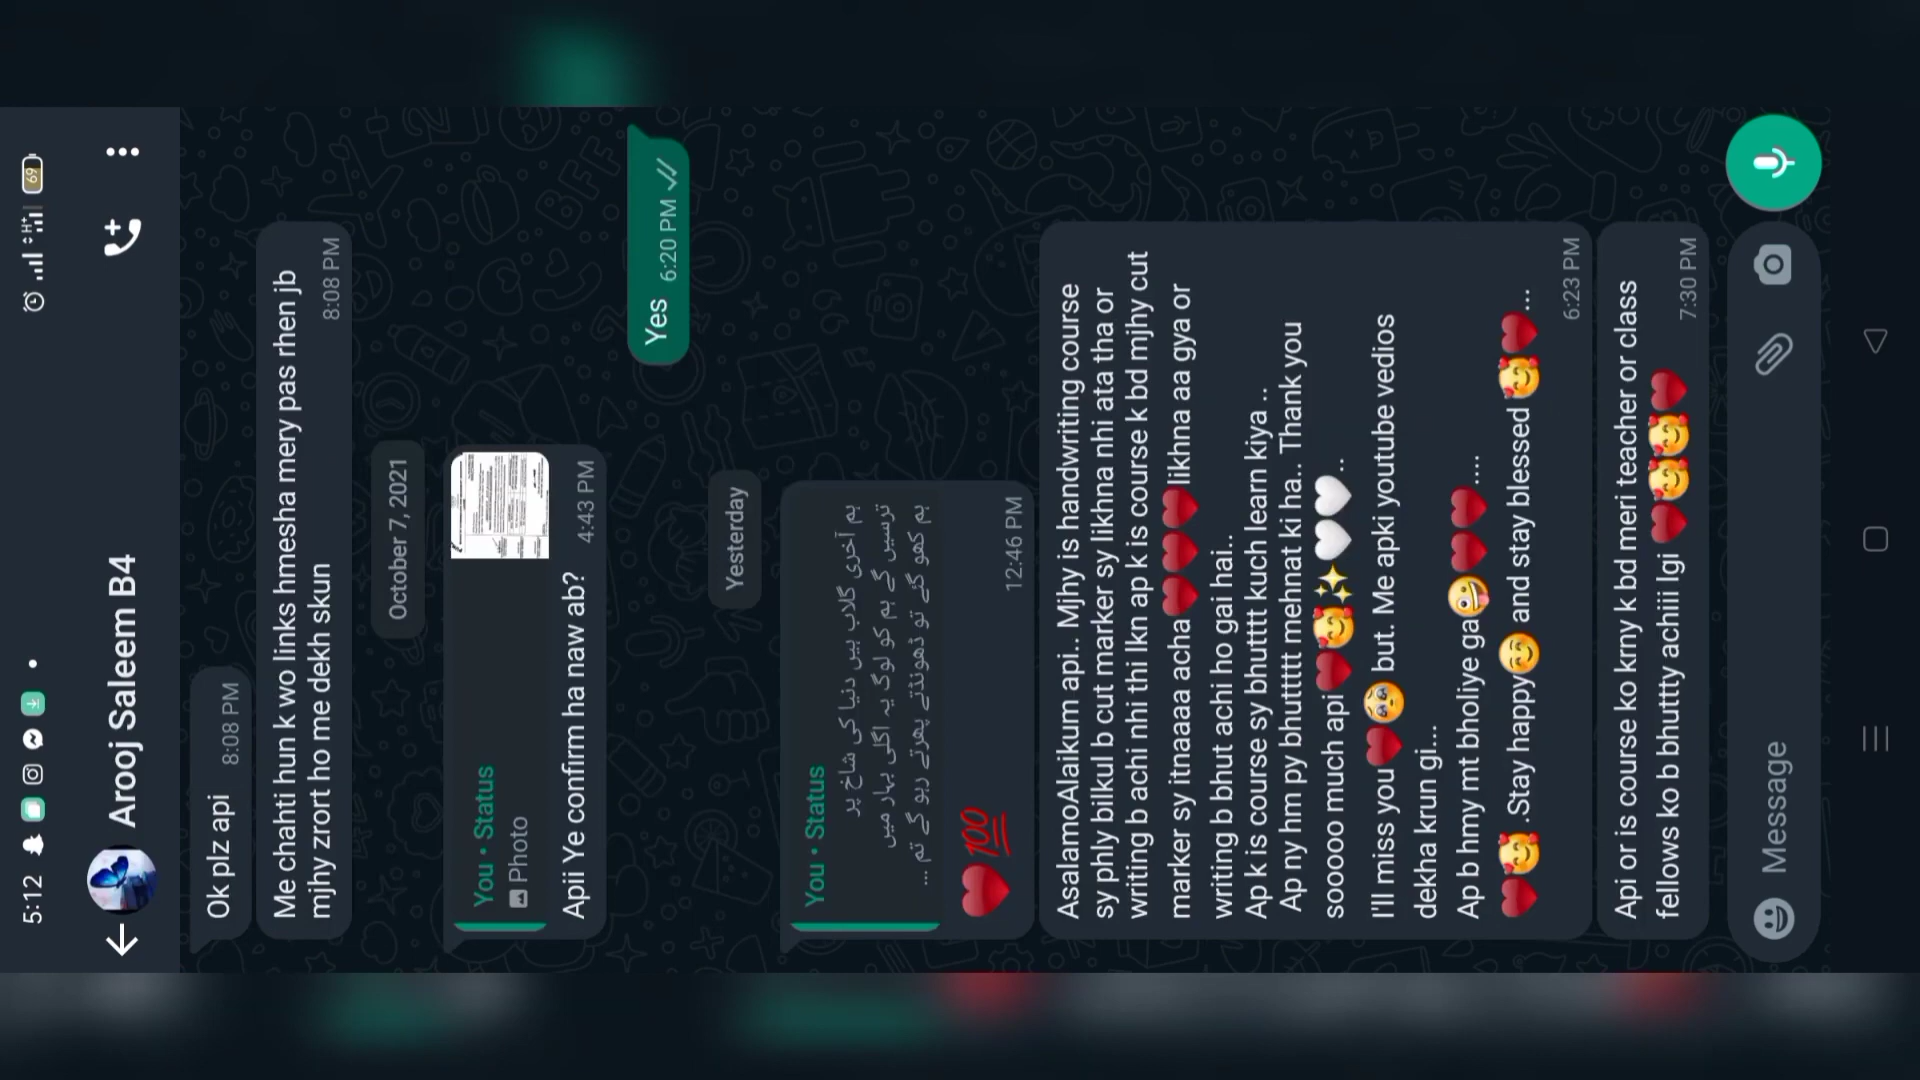 5:12
69
Arooj Saleem B4
Ok plz api
8:08 PM
Me chahti hun k wo links hmesha mery pas rhen jb
mjhy zrort ho me dekh skun
8:08 PM
October 7, 2021
You • Status
Photo
Apii Ye confirm ha naw ab?
4:43 PM
Yes
6:20 PM
Yesterday
You • Status
ہم آخری گلاب ہیں دنیا کی شاخ پر
ترسیں گے ہم کو لوگ یہ اگلی بہار میں
ہم کھو گئے تو ڈھونڈتے پھرتے رہو گے تم ...
❤️💯
12:46 PM
AsalamoAlaikum api.. Mjhy is handwriting course
sy phly bilkul b cut marker sy likhna nhi ata tha or
writing b achi nhi thi lkn ap k is course k bd mjhy cut
marker sy itnaaaa acha❤️❤️❤️likhna aa gya or
writing b bhut achi ho gai hai..
Ap k is course sy bhutttt kuch learn kiya ..
Ap ny hm py bhuttttt mehnat ki ha.. Thank you
sooooo much api❤️🥰✨🤍🤍..
I'll miss you❤️🥺 but. Me apki youtube vedios
dekha krun gi...
Ap b hmy mt bholiye ga🤪❤️❤️....
❤️🥰.Stay happy😊 and stay blessed 🥰❤️...
6:23 PM
Api or is course ko krny k bd meri teacher or class
fellows ko b bhutty achiii lgi ❤️🥰🥰❤️
7:30 PM
Message